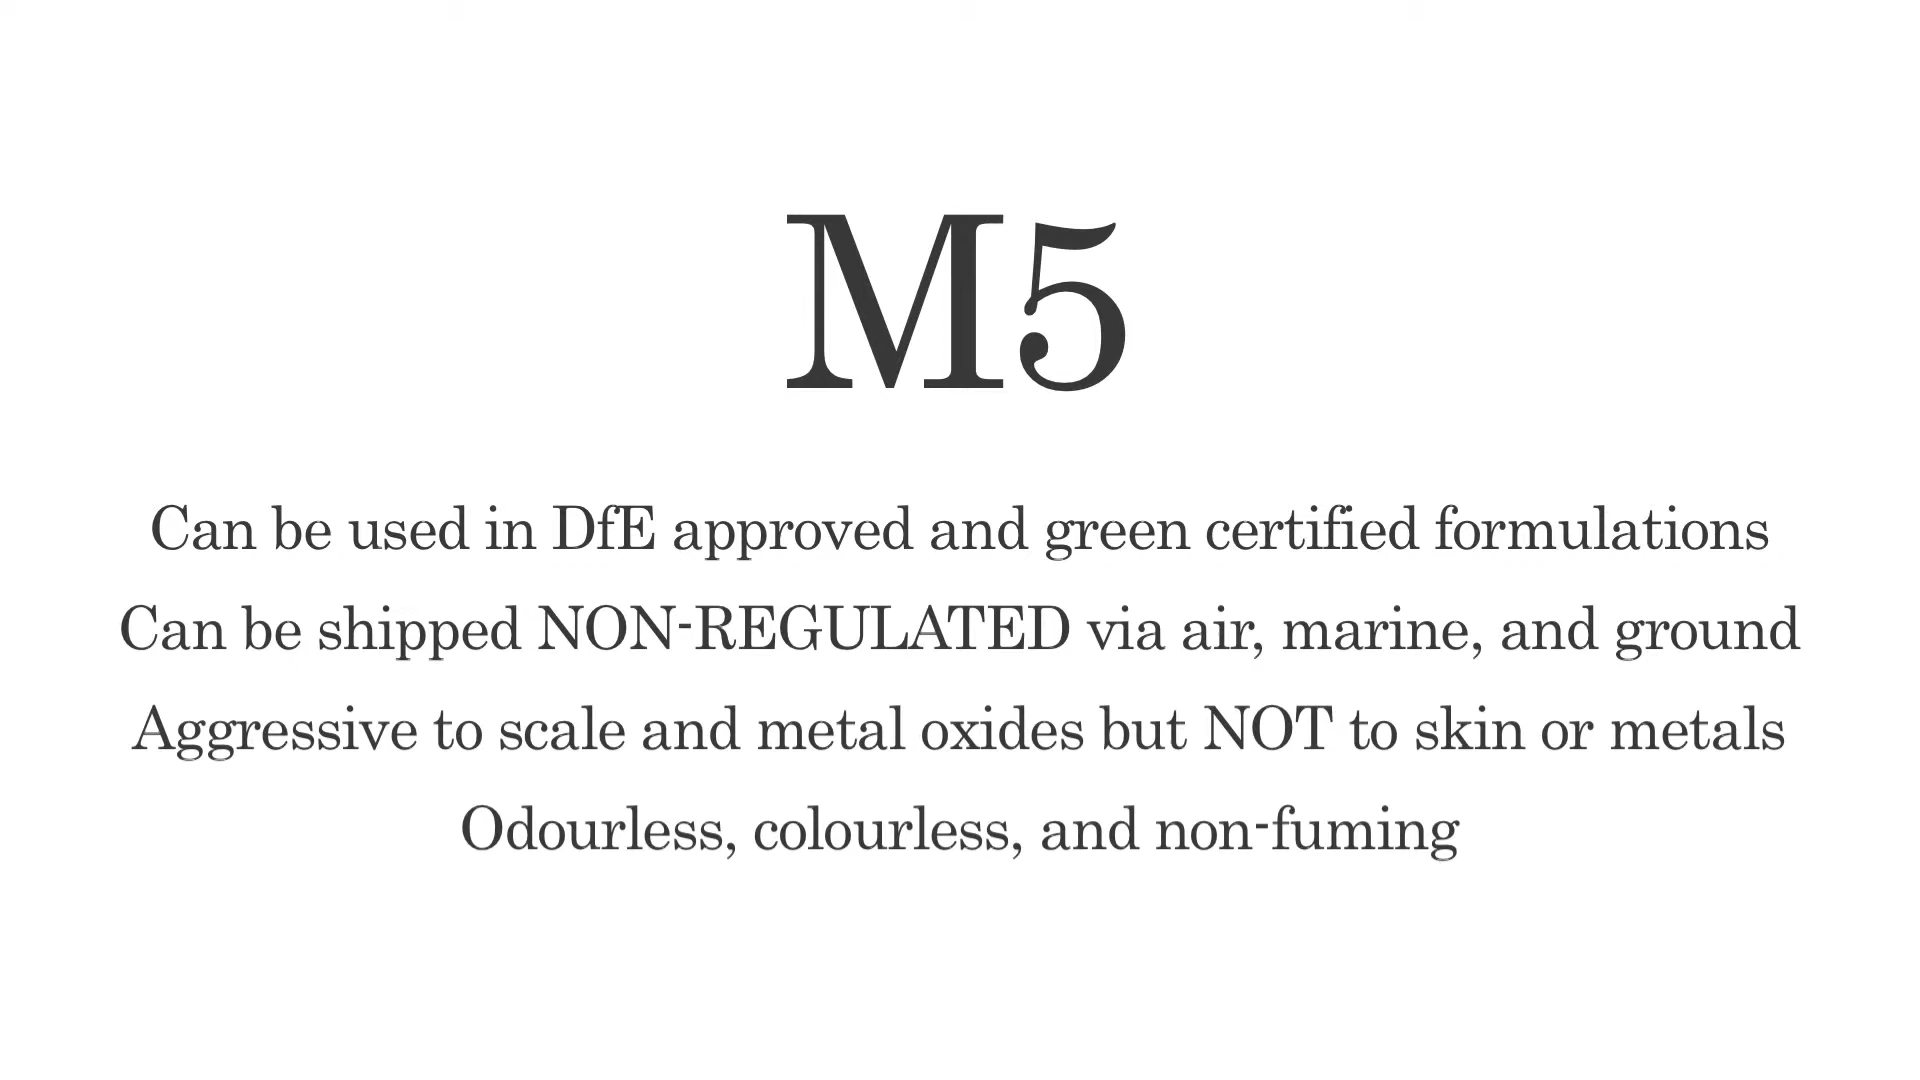 M5
Can be used in DfE approved and green certified formulations
Can be shipped NON-REGULATED via air, marine, and ground
Aggressive to scale and metal oxides but NOT to skin or metals
Odourless, colourless, and non-fuming